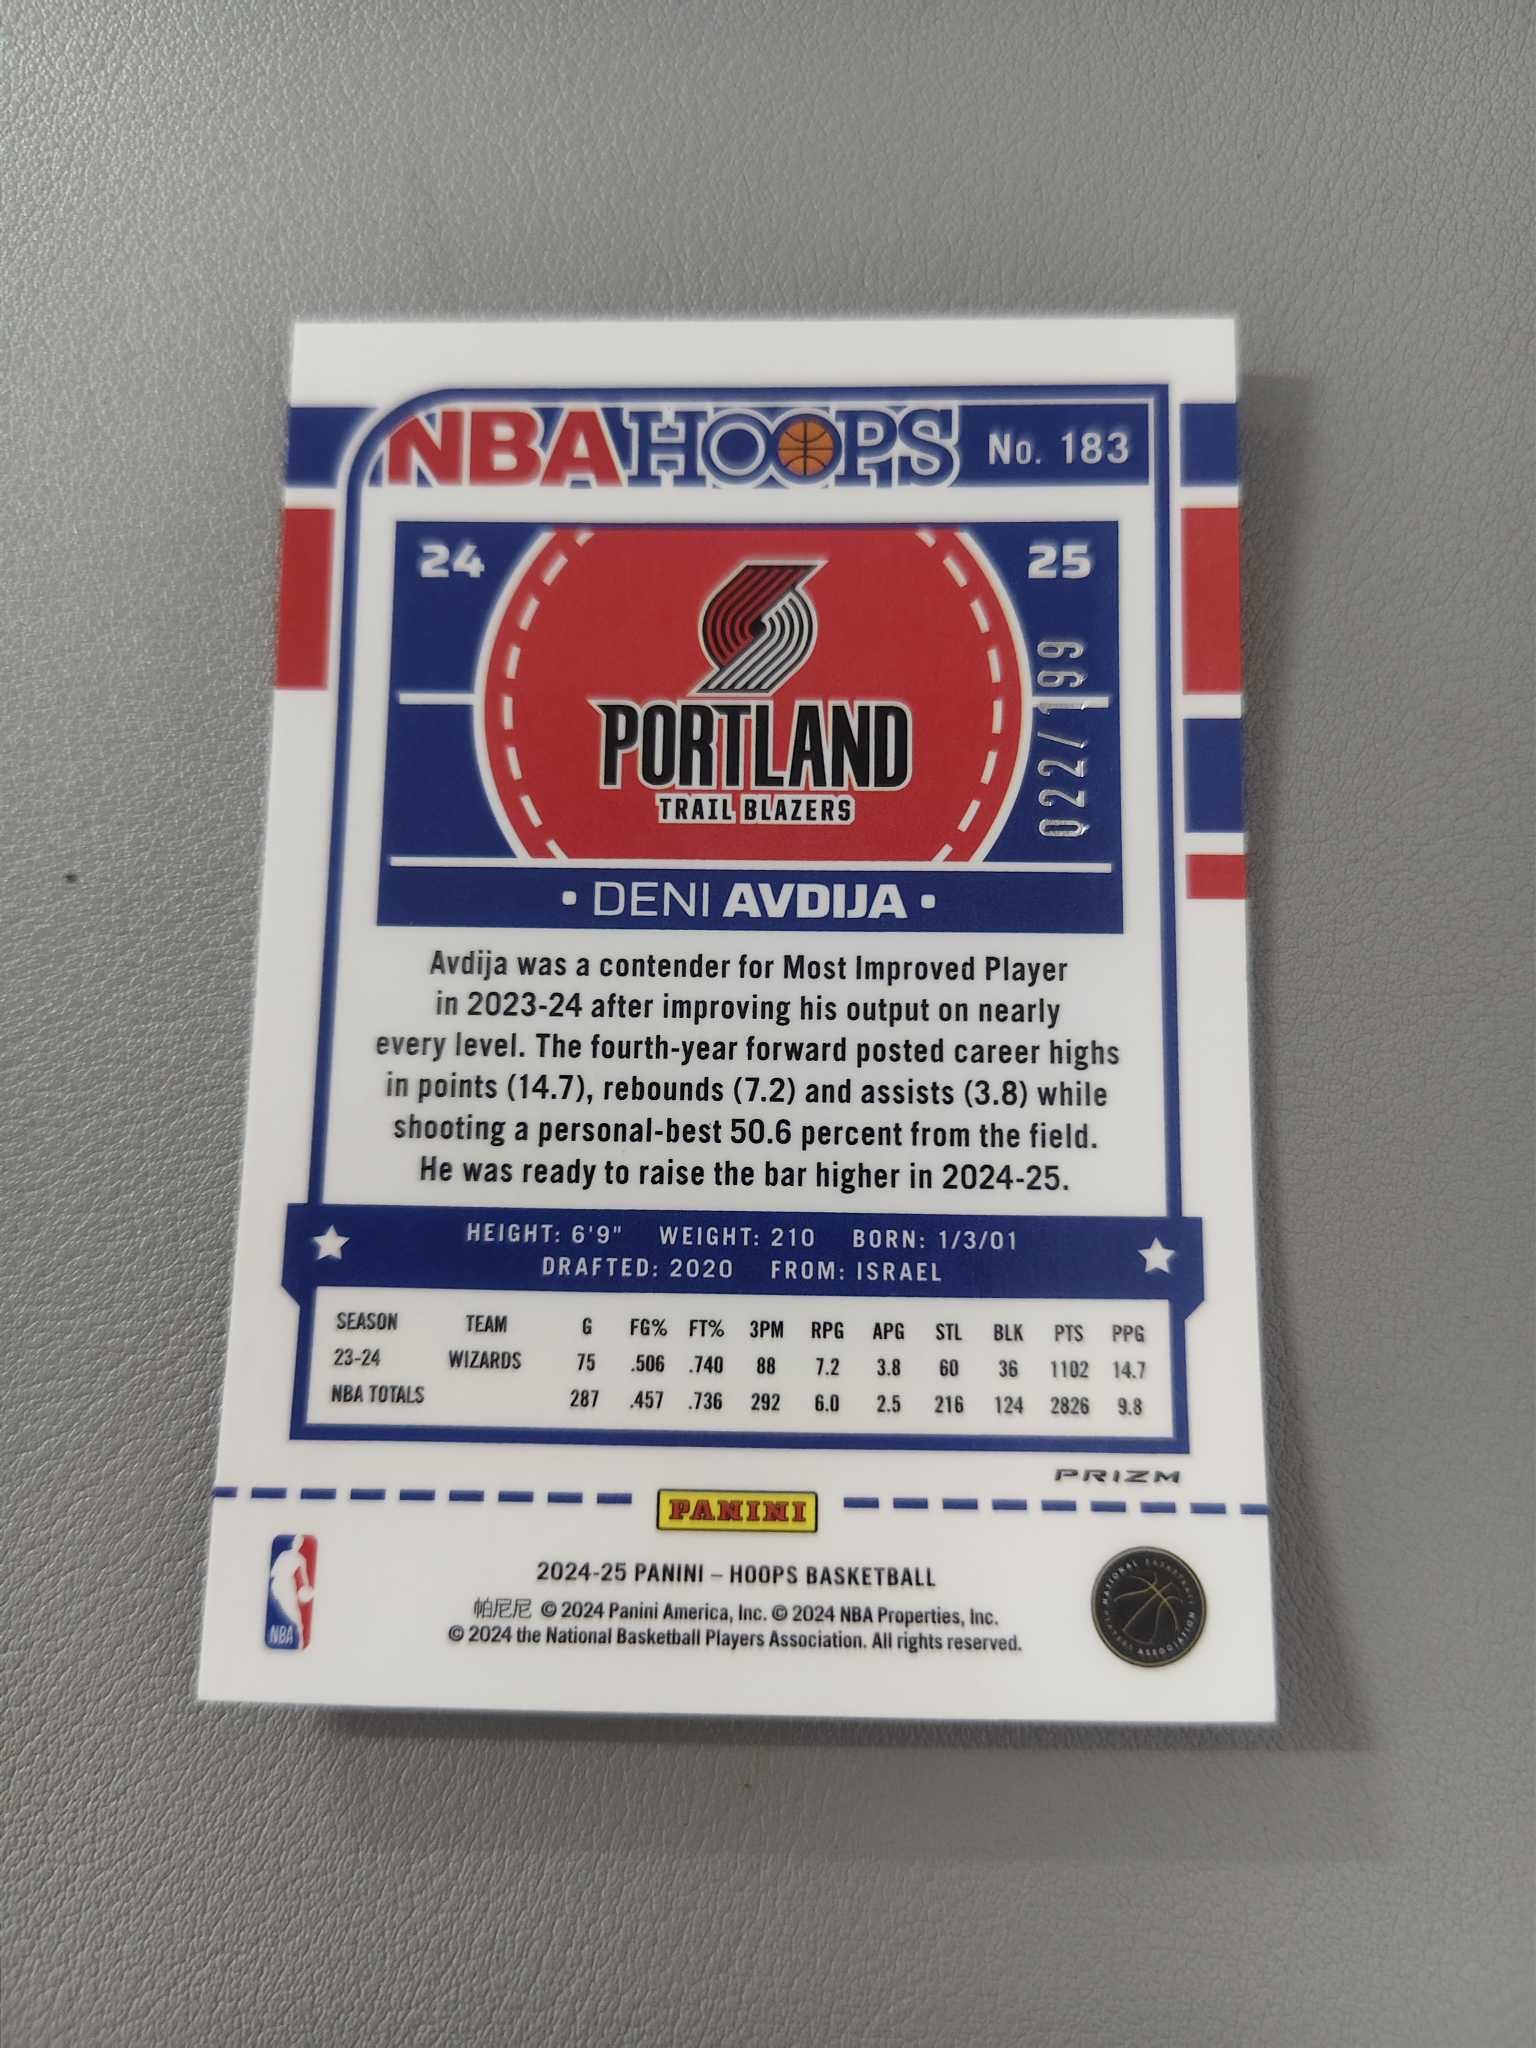 NBA HOOPS No. 183
24 25
022/199
PORTLAND
TRAIL BLAZERS
• DENI AVDIJA •
Avdija was a contender for Most Improved Player
in 2023-24 after improving his output on nearly
every level. The fourth-year forward posted career highs
in points (14.7), rebounds (7.2) and assists (3.8) while
shooting a personal-best 50.6 percent from the field.
He was ready to raise the bar higher in 2024-25.
HEIGHT: 6'9" WEIGHT: 210 BORN: 1/3/01
DRAFTED: 2020 FROM: ISRAEL
SEASON TEAM G FG% FT% 3PM RPG APG STL BLK PTS PPG
23-24 WIZARDS 75 .506 .740 88 7.2 3.8 60 36 1102 14.7
NBA TOTALS 287 .457 .736 292 6.0 2.5 216 124 2826 9.8
PRIZM
PANINI
2024-25 PANINI – HOOPS BASKETBALL
帕尼尼 © 2024 Panini America, Inc. © 2024 NBA Properties, Inc.
© 2024 the National Basketball Players Association. All rights reserved.
NBA
NATIONAL BASKETBALL
PLAYERS ASSOCIATION